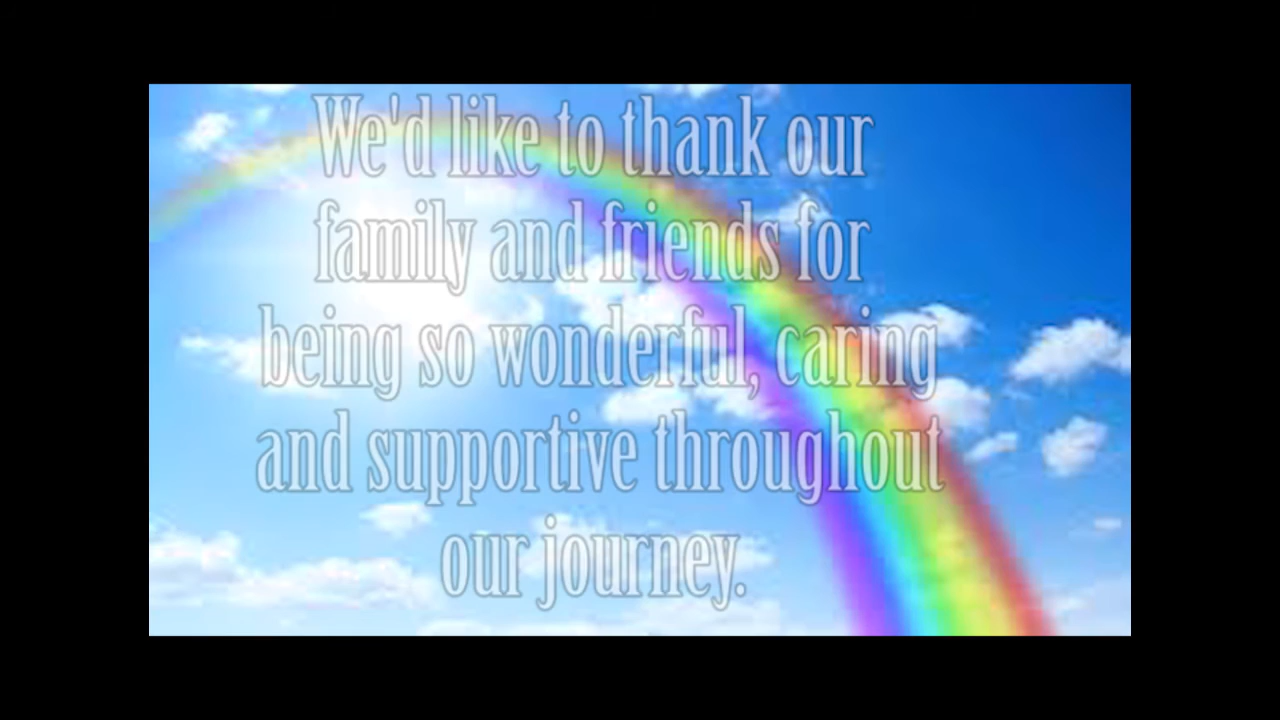 We'd like to thank our
family and friends for
being so wonderful, caring
and supportive throughout
our journey.